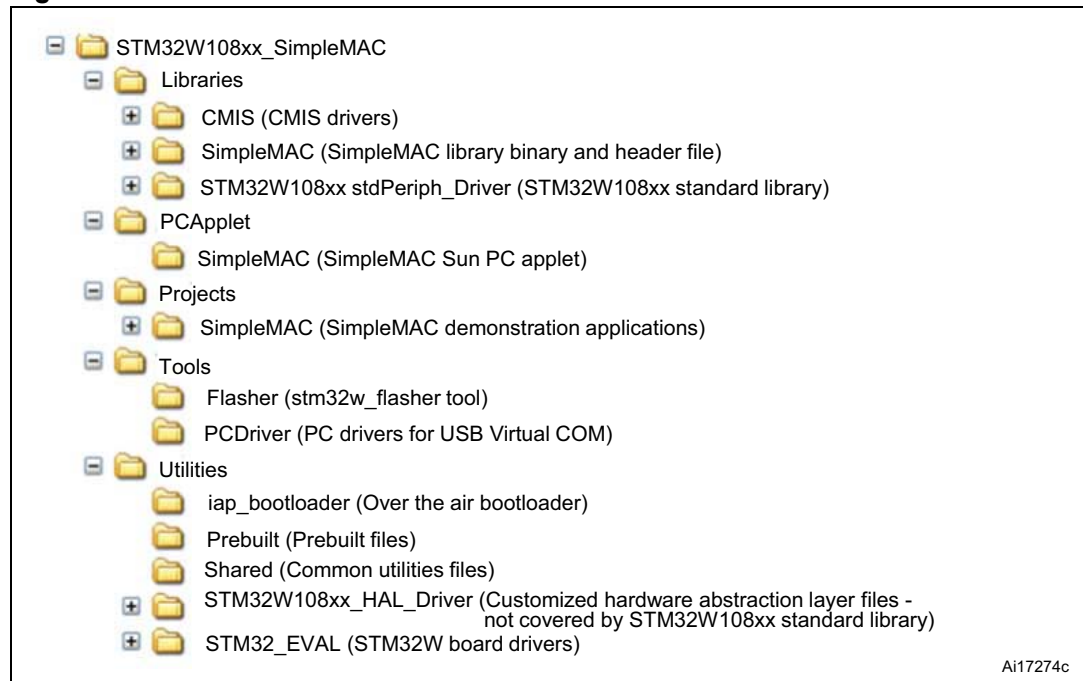 STM32W108xx_SimpleMAC
Libraries
CMIS (CMIS drivers)
SimpleMAC (SimpleMAC library binary and header file)
STM32W108xx stdPeriph_Driver (STM32W108xx standard library)
PCApplet
SimpleMAC (SimpleMAC Sun PC applet)
Projects
SimpleMAC (SimpleMAC demonstration applications)
Tools
Flasher (stm32w_flasher tool)
PCDriver (PC drivers for USB Virtual COM)
Utilities
iap_bootloader (Over the air bootloader)
Prebuilt (Prebuilt files)
Shared (Common utilities files)
STM32W108xx_HAL_Driver (Customized hardware abstraction layer files -
not covered by STM32W108xx standard library)
STM32_EVAL (STM32W board drivers)
Ai17274c